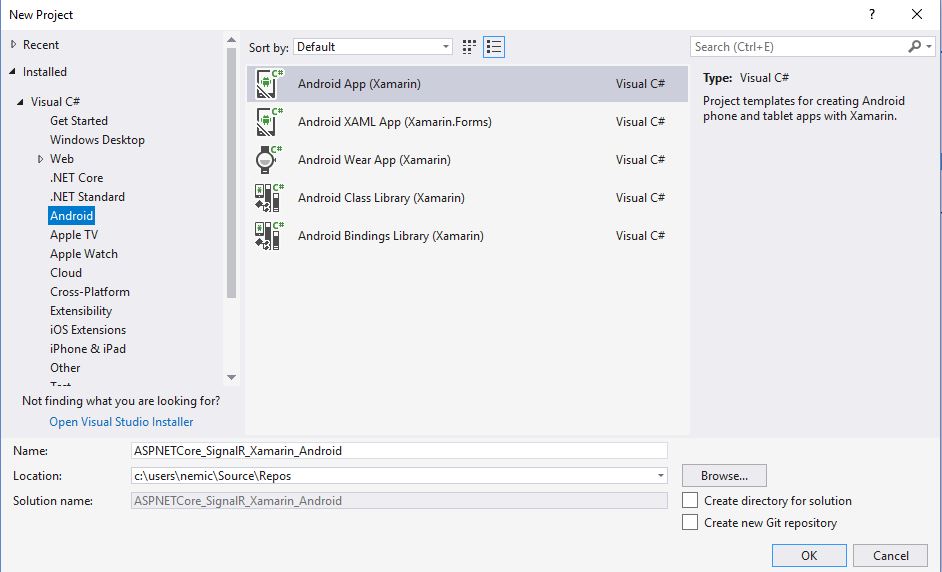 New Project
?
Recent
Installed
Visual C#
Get Started
Windows Desktop
Web
.NET Core
.NET Standard
Android
Apple TV
Apple Watch
Cloud
Cross-Platform
Extensibility
iOS Extensions
iPhone & iPad
Other
Test
Not finding what you are looking for?
Open Visual Studio Installer
Sort by: Default
C# Android App (Xamarin) Visual C#
C# Android XAML App (Xamarin.Forms) Visual C#
C# Android Wear App (Xamarin) Visual C#
C# Android Class Library (Xamarin) Visual C#
C# Android Bindings Library (Xamarin) Visual C#
Search (Ctrl+E)
Type: Visual C#
Project templates for creating Android
phone and tablet apps with Xamarin.
Name: ASPNETCore_SignalR_Xamarin_Android
Location: c:\users\nemic\Source\Repos Browse...
Solution name: ASPNETCore_SignalR_Xamarin_Android
Create directory for solution
Create new Git repository
OK Cancel